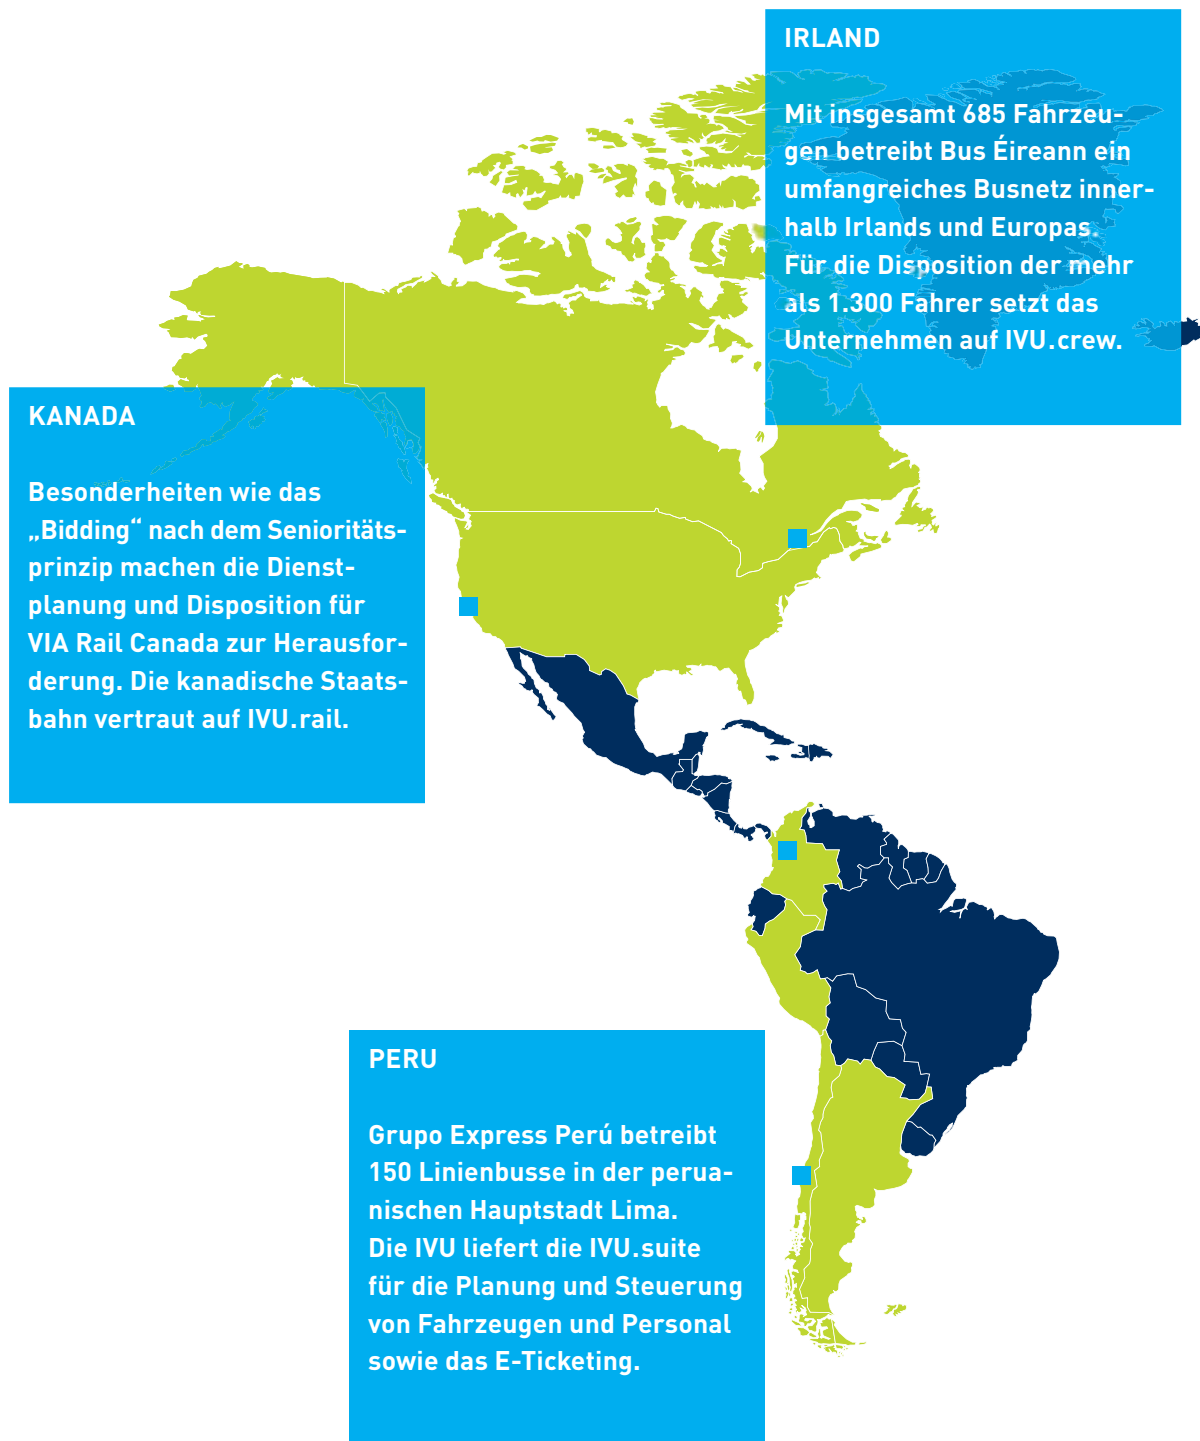 IRLAND
Mit insgesamt 685 Fahrzeu-
gen betreibt Bus Éireann ein
umfangreiches Busnetz inner-
halb Irlands und Europas.
Für die Disposition der mehr
als 1.300 Fahrer setzt das
Unternehmen auf IVU.crew.
KANADA
Besonderheiten wie das
„Bidding“ nach dem Senioritäts-
prinzip machen die Dienst-
planung und Disposition für
VIA Rail Canada zur Herausfor-
derung. Die kanadische Staats-
bahn vertraut auf IVU.rail.
PERU
Grupo Express Perú betreibt
150 Linienbusse in der perua-
nischen Hauptstadt Lima.
Die IVU liefert die IVU.suite
für die Planung und Steuerung
von Fahrzeugen und Personal
sowie das E-Ticketing.